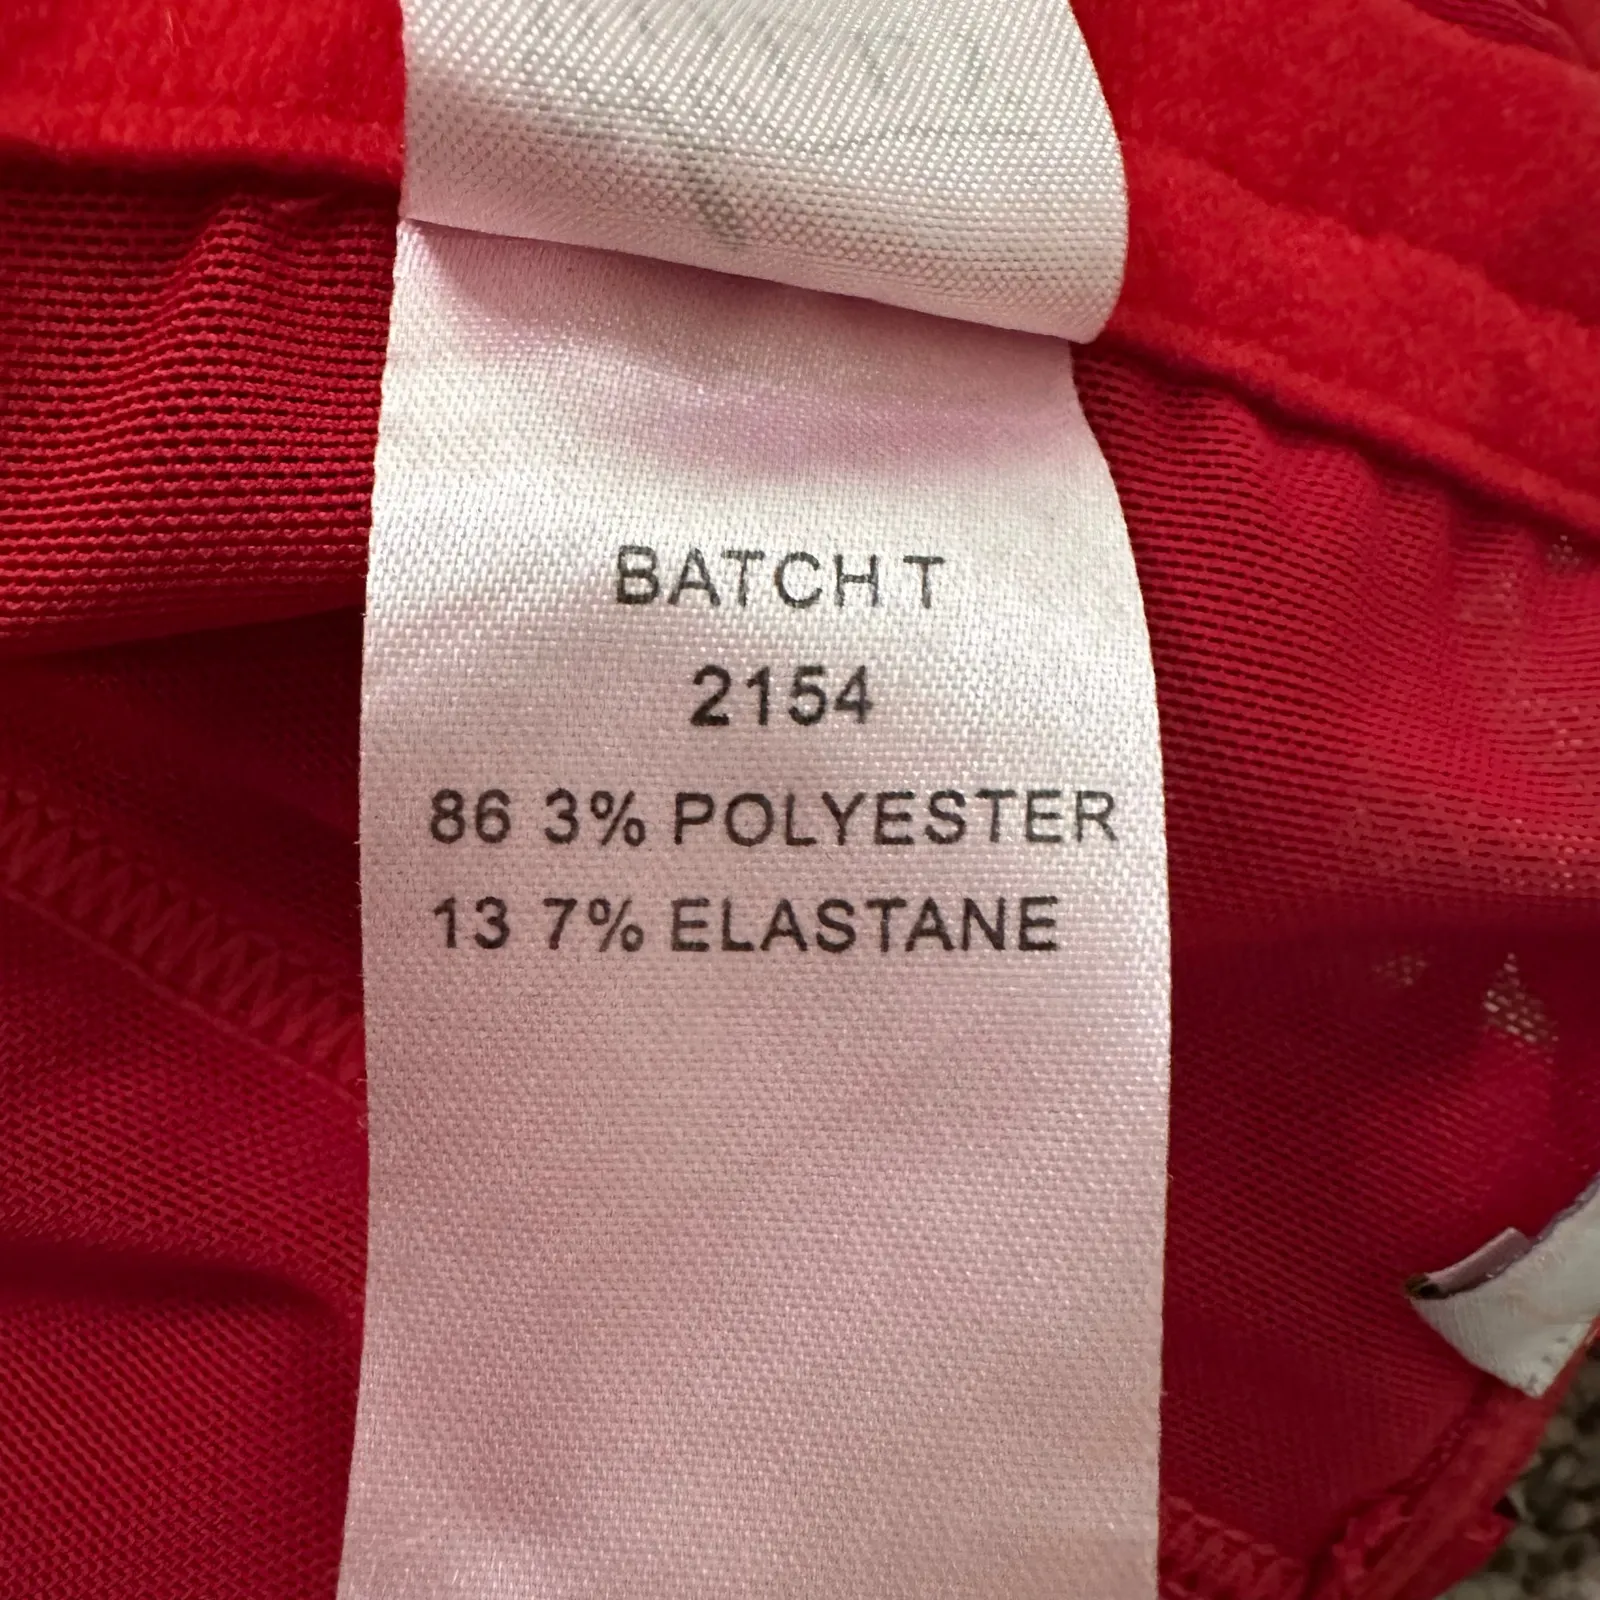 BATCH T
2154
86 3% POLYESTER
13 7% ELASTANE